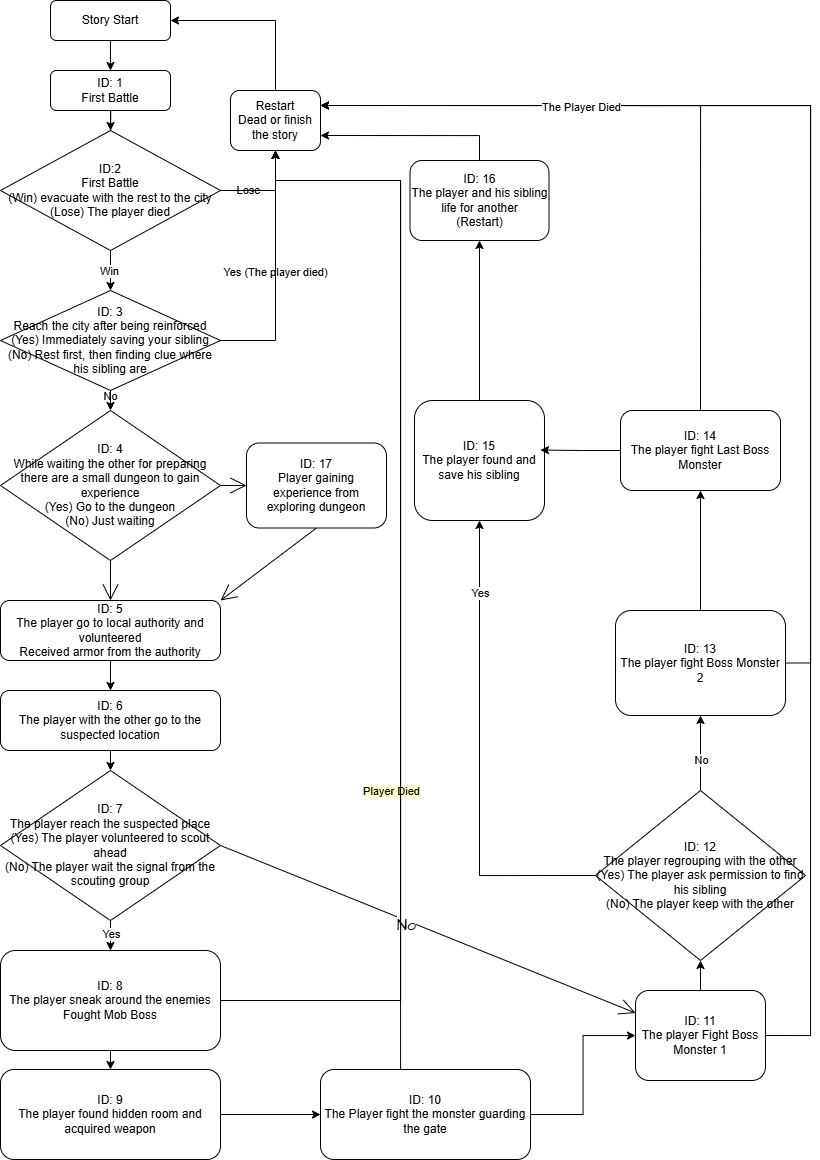 Story Start
ID: 1
First Battle
Restart
Dead or finish
the story
The Player Died
ID:2
First Battle
(Win) evacuate with the rest to the city
(Lose) The player died
Lose
ID: 16
The player and his sibling
life for another
(Restart)
Win
Yes (The player died)
ID: 3
Reach the city after being reinforced
(Yes) Immediately saving your sibling
(No) Rest first, then finding clue where
his sibling are
No
ID: 4
While waiting the other for preparing
there are a small dungeon to gain
experience
(Yes) Go to the dungeon
(No) Just waiting
ID: 17
Player gaining
experience from
exploring dungeon
ID: 15
The player found and
save his sibling
ID: 14
The player fight Last Boss
Monster
ID: 5
The player go to local authority and
volunteered
Received armor from the authority
Yes
ID: 13
The player fight Boss Monster
2
ID: 6
The player with the other go to the
suspected location
No
Player Died
ID: 7
The player reach the suspected place
(Yes) The player volunteered to scout
ahead
(No) The player wait the signal from the
scouting group
ID: 12
The player regrouping with the other
(Yes) The player ask permission to find
his sibling
(No) The player keep with the other
Yes
No
ID: 8
The player sneak around the enemies
Fought Mob Boss
ID: 11
The player Fight Boss
Monster 1
ID: 9
The player found hidden room and
acquired weapon
ID: 10
The Player fight the monster guarding
the gate